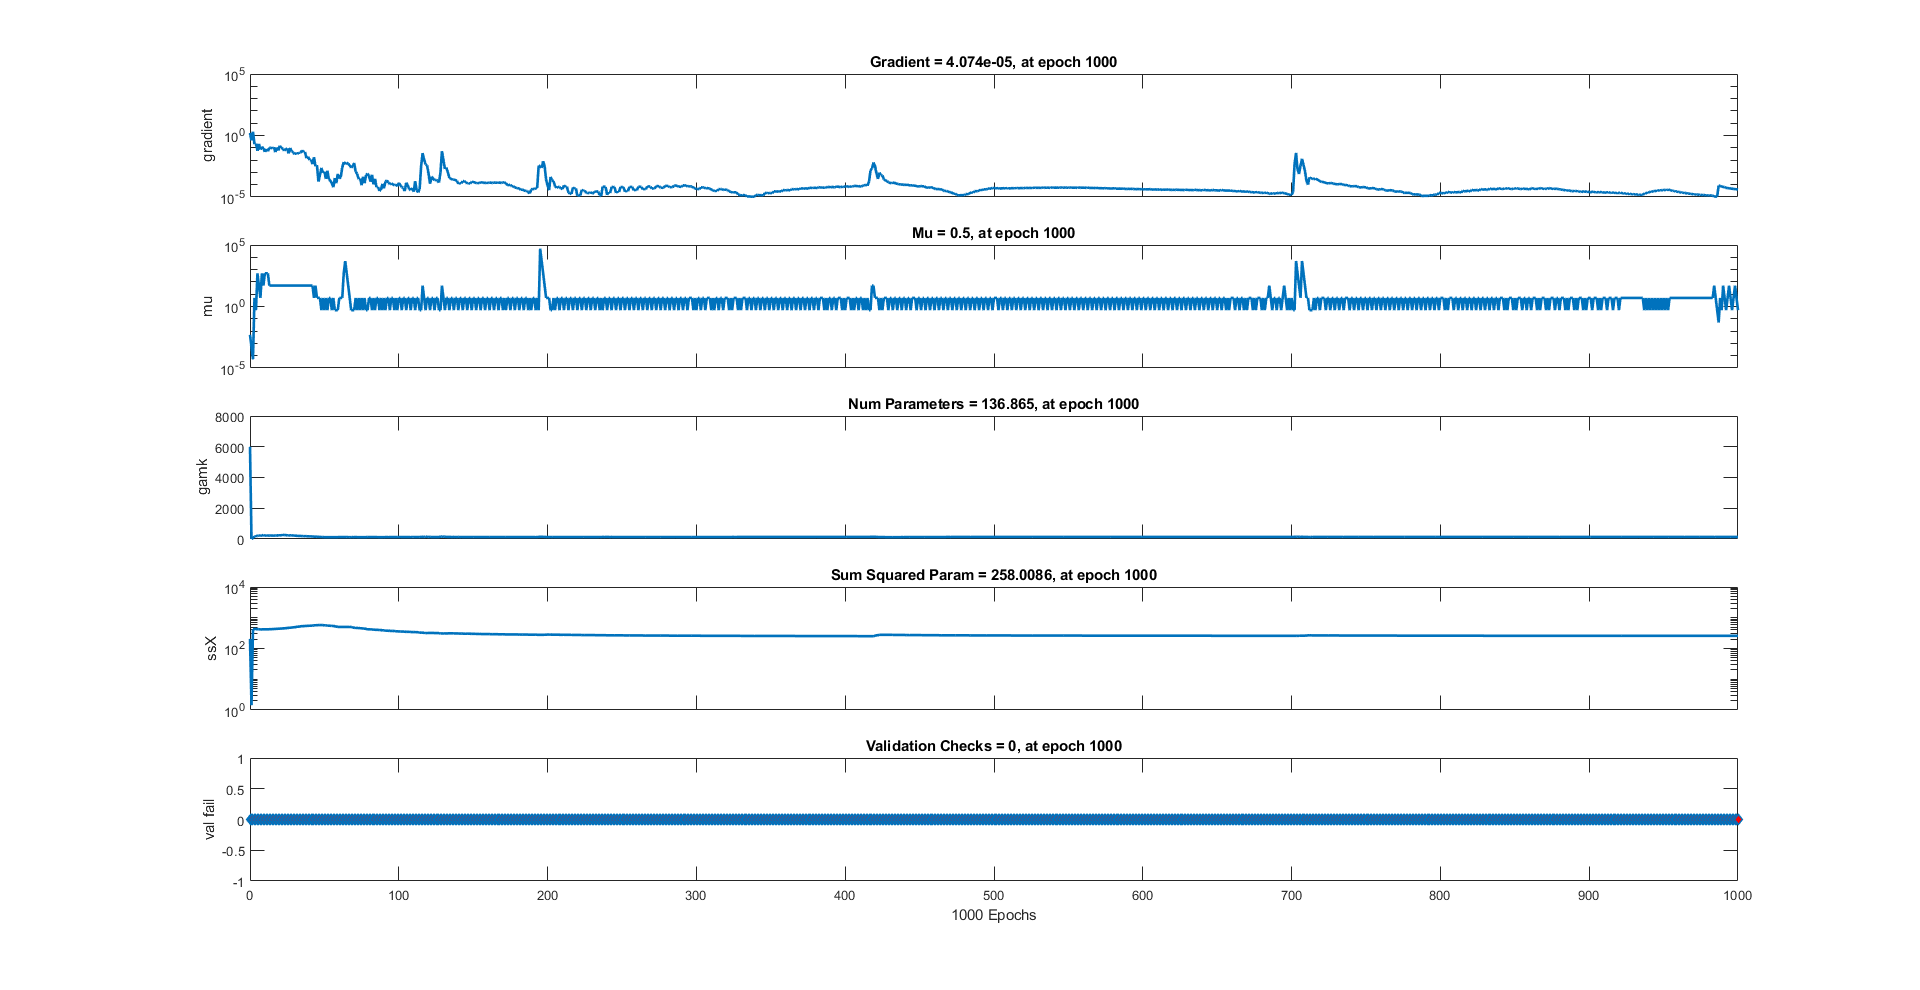 Gradient = 4.074e-05, at epoch 1000
10^5
10^0
10^-5
gradient
Mu = 0.5, at epoch 1000
10^5
10^0
10^-5
mu
Num Parameters = 136.865, at epoch 1000
8000
6000
4000
2000
0
gamk
Sum Squared Param = 258.0086, at epoch 1000
10^4
10^2
10^0
ssX
Validation Checks = 0, at epoch 1000
1
0.5
0
-0.5
-1
val fail
0 100 200 300 400 500 600 700 800 900 1000
1000 Epochs